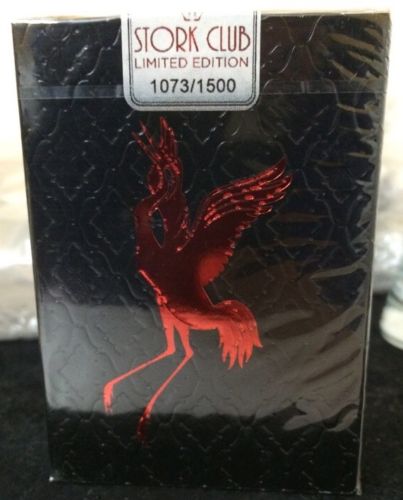 STORK CLUB
LIMITED EDITION
1073/1500